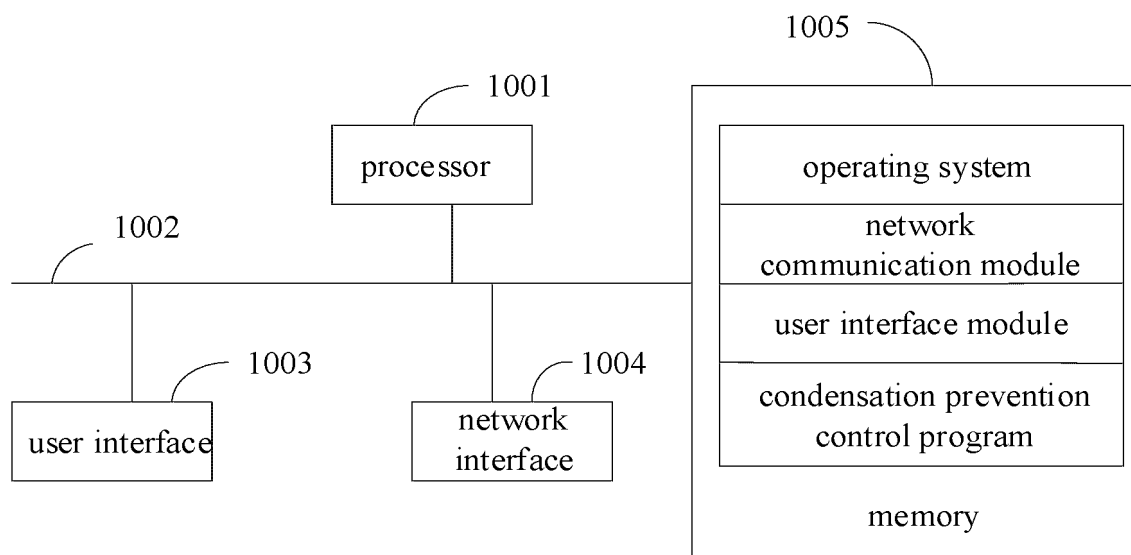 1005
1001
processor
operating system
1002
network
communication module
user interface module
1003
1004
user interface
network
interface
condensation prevention
control program
memory